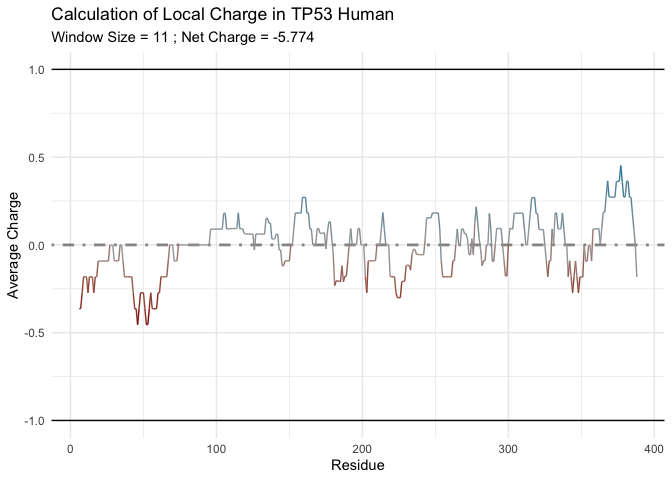 Calculation of Local Charge in TP53 Human
Window Size = 11 ; Net Charge = -5.774
1.0
0.5
0.0
-0.5
-1.0
Average Charge
0 100 200 300 400
Residue